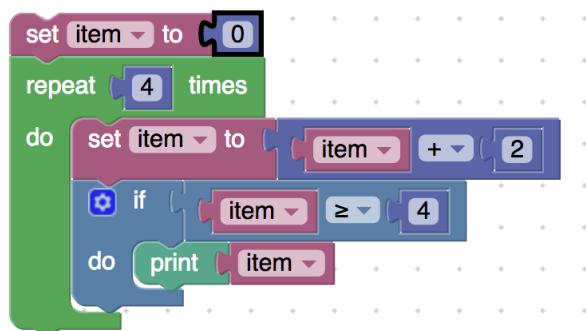 set item to 0
repeat 4 times
do set item to item + 2
if item ≥ 4
do print item